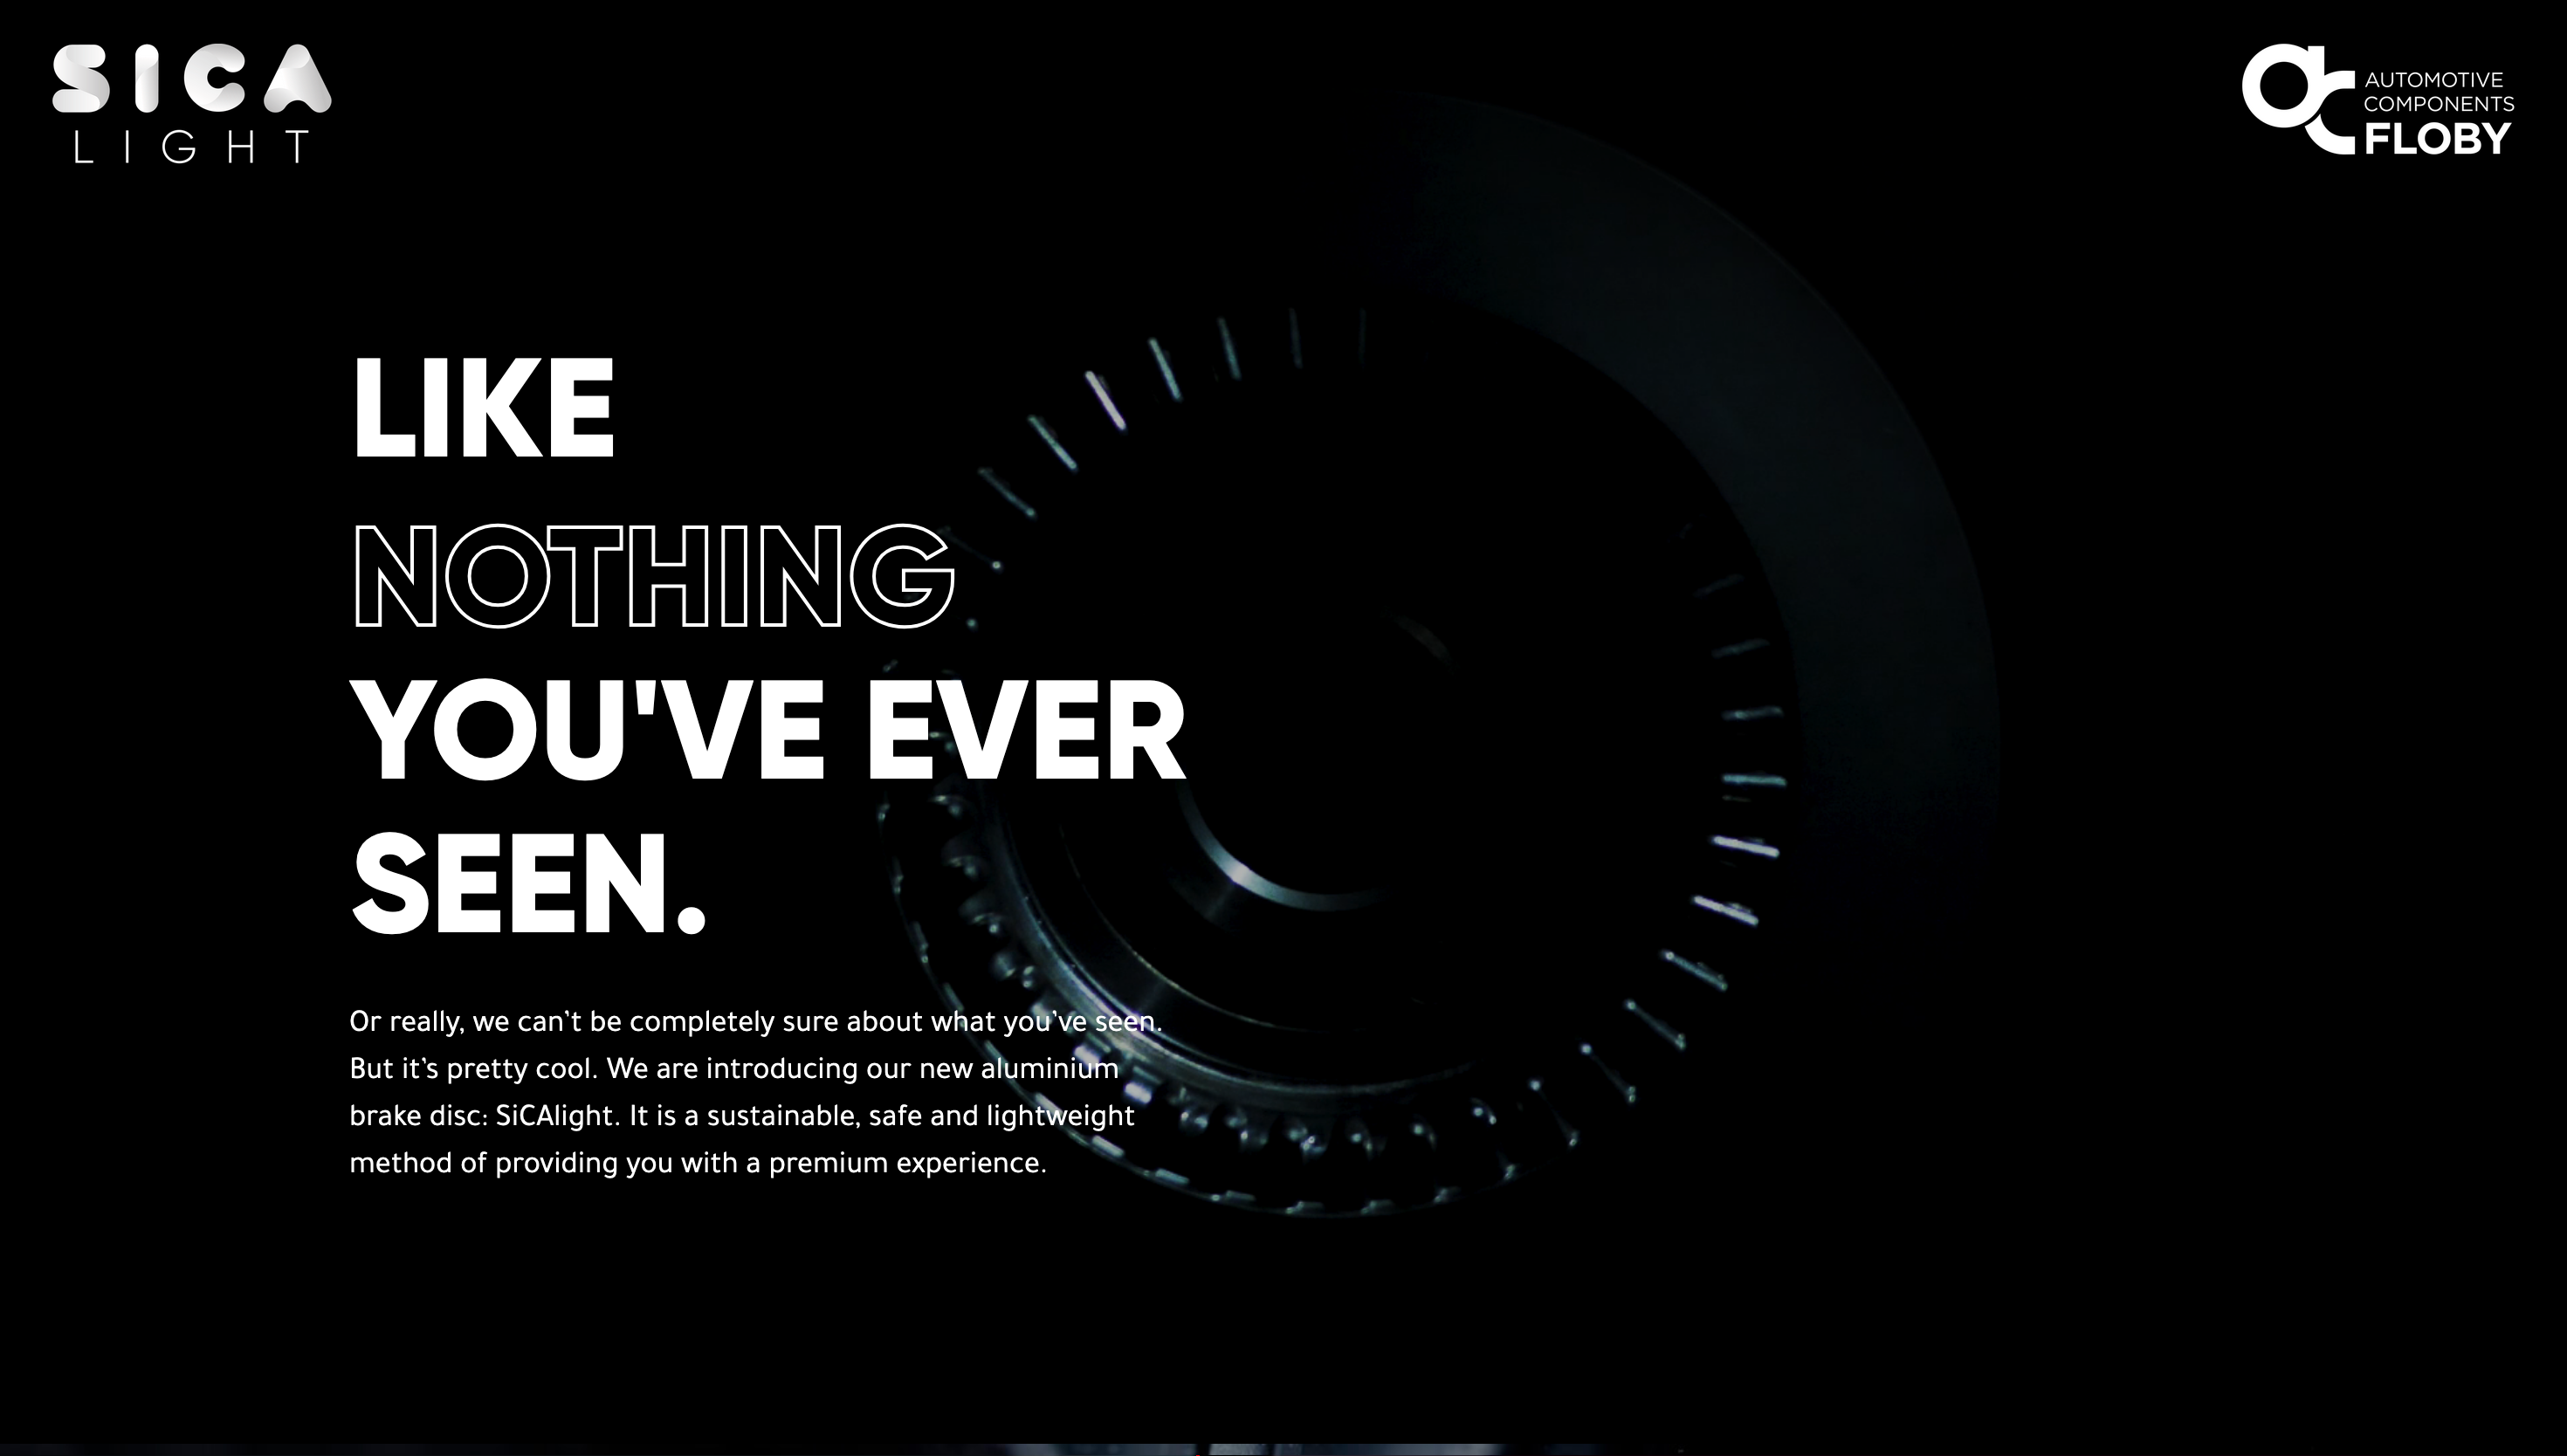 SICA
LIGHT
AUTOMOTIVE
COMPONENTS
FLOBY
LIKE
NOTHING
YOU'VE EVER
SEEN.
Or really, we can’t be completely sure about what you’ve seen.
But it’s pretty cool. We are introducing our new aluminium
brake disc: SiCAlight. It is a sustainable, safe and lightweight
method of providing you with a premium experience.